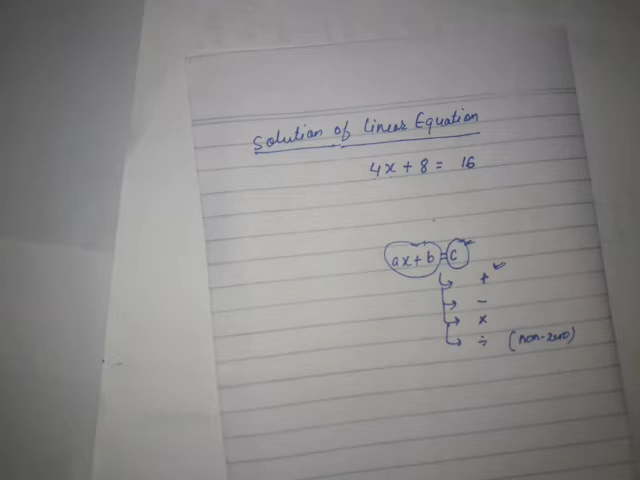 Solution of Linear Equation
4x + 8 = 16
ax + b = c
+
-
×
÷ (non-zero)